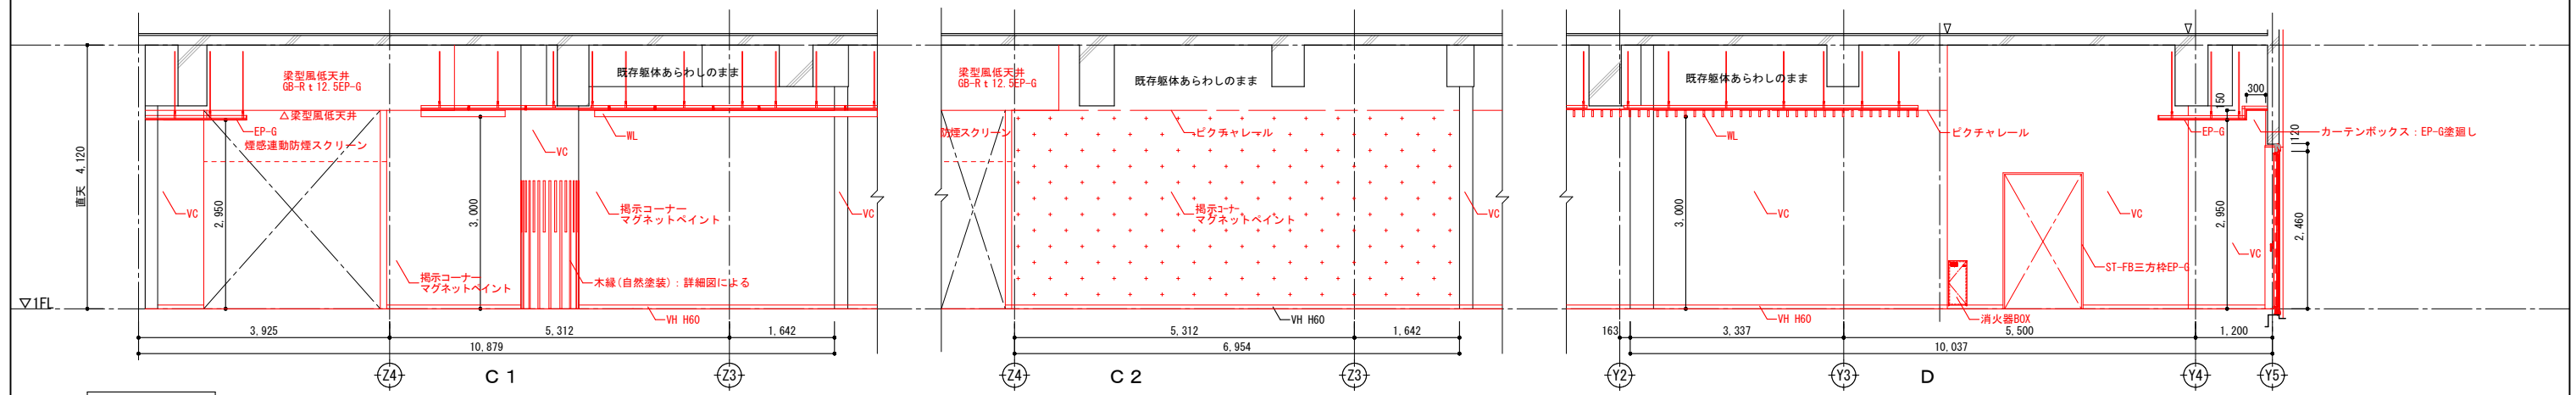 直天 4,120
▽1FL
梁型風低天井
GB-R t 12.5EP-G
△梁型風低天井
EP-G
煙感連動防煙スクリーン
VC
2,950
3,000
掲示コーナー
マグネットペイント
既存躯体あらわしのまま
WL
VC
掲示コーナー
マグネットペイント
VC
木縁(自然塗装)：詳細図による
VH H60
3,925
5,312
1,642
10,879
Z4
C 1
Z3
梁型風低天井
GB-R t 12.5EP-G
既存躯体あらわしのまま
防煙スクリーン
ピクチャレール
掲示コーナー
マグネットペイント
VC
VH H60
5,312
1,642
6,954
Z4
C 2
Z3
既存躯体あらわしのまま
WL
ピクチャレール
3,000
VC
VC
VH H60
消火器BOX
ST-FB三方枠EP-G
EP-G
150
300
120
カーテンボックス：EP-G塗廻し
2,950
2,460
VC
163
3,337
5,500
1,200
10,037
Y2
Y3
D
Y4
Y5